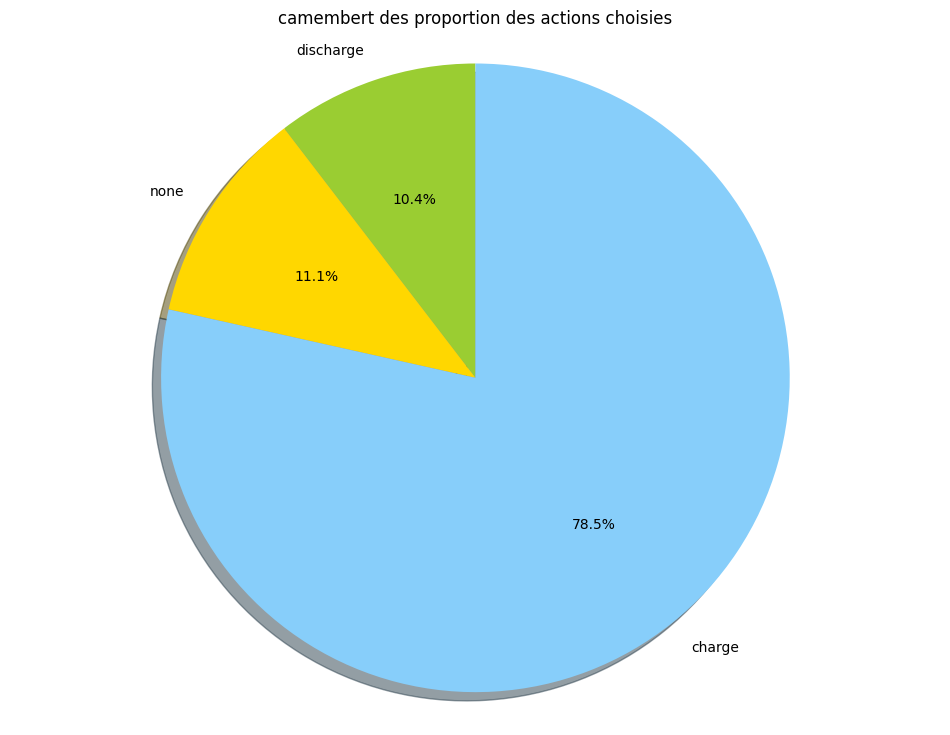 camembert des proportion des actions choisies
discharge
none
10.4%
11.1%
78.5%
charge